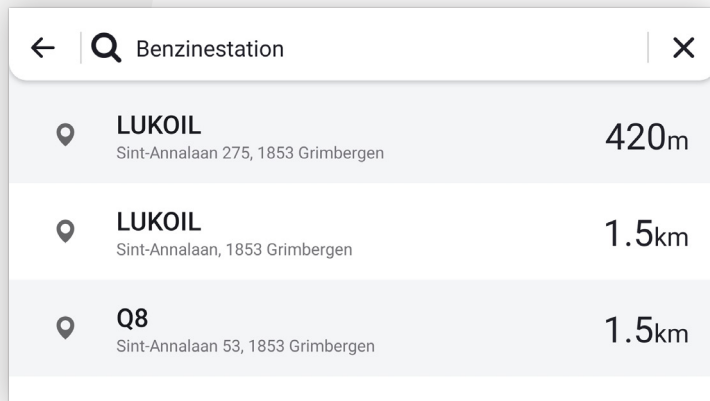 Benzinestation
LUKOIL
Sint-Annalaan 275, 1853 Grimbergen
420m
LUKOIL
Sint-Annalaan, 1853 Grimbergen
1.5km
Q8
Sint-Annalaan 53, 1853 Grimbergen
1.5km